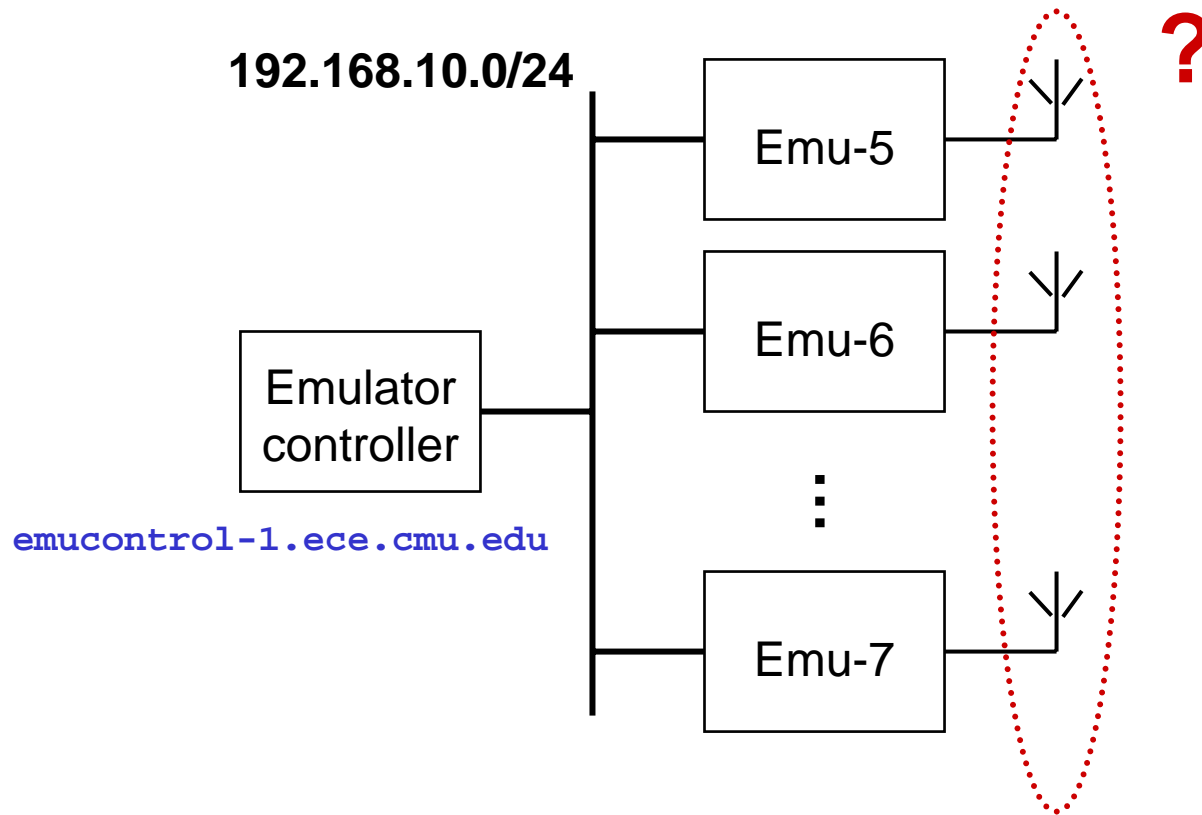 ?
192.168.10.0/24
Emu-5
Emu-6
Emulator
controller
⋮
emucontrol-1.ece.cmu.edu
Emu-7